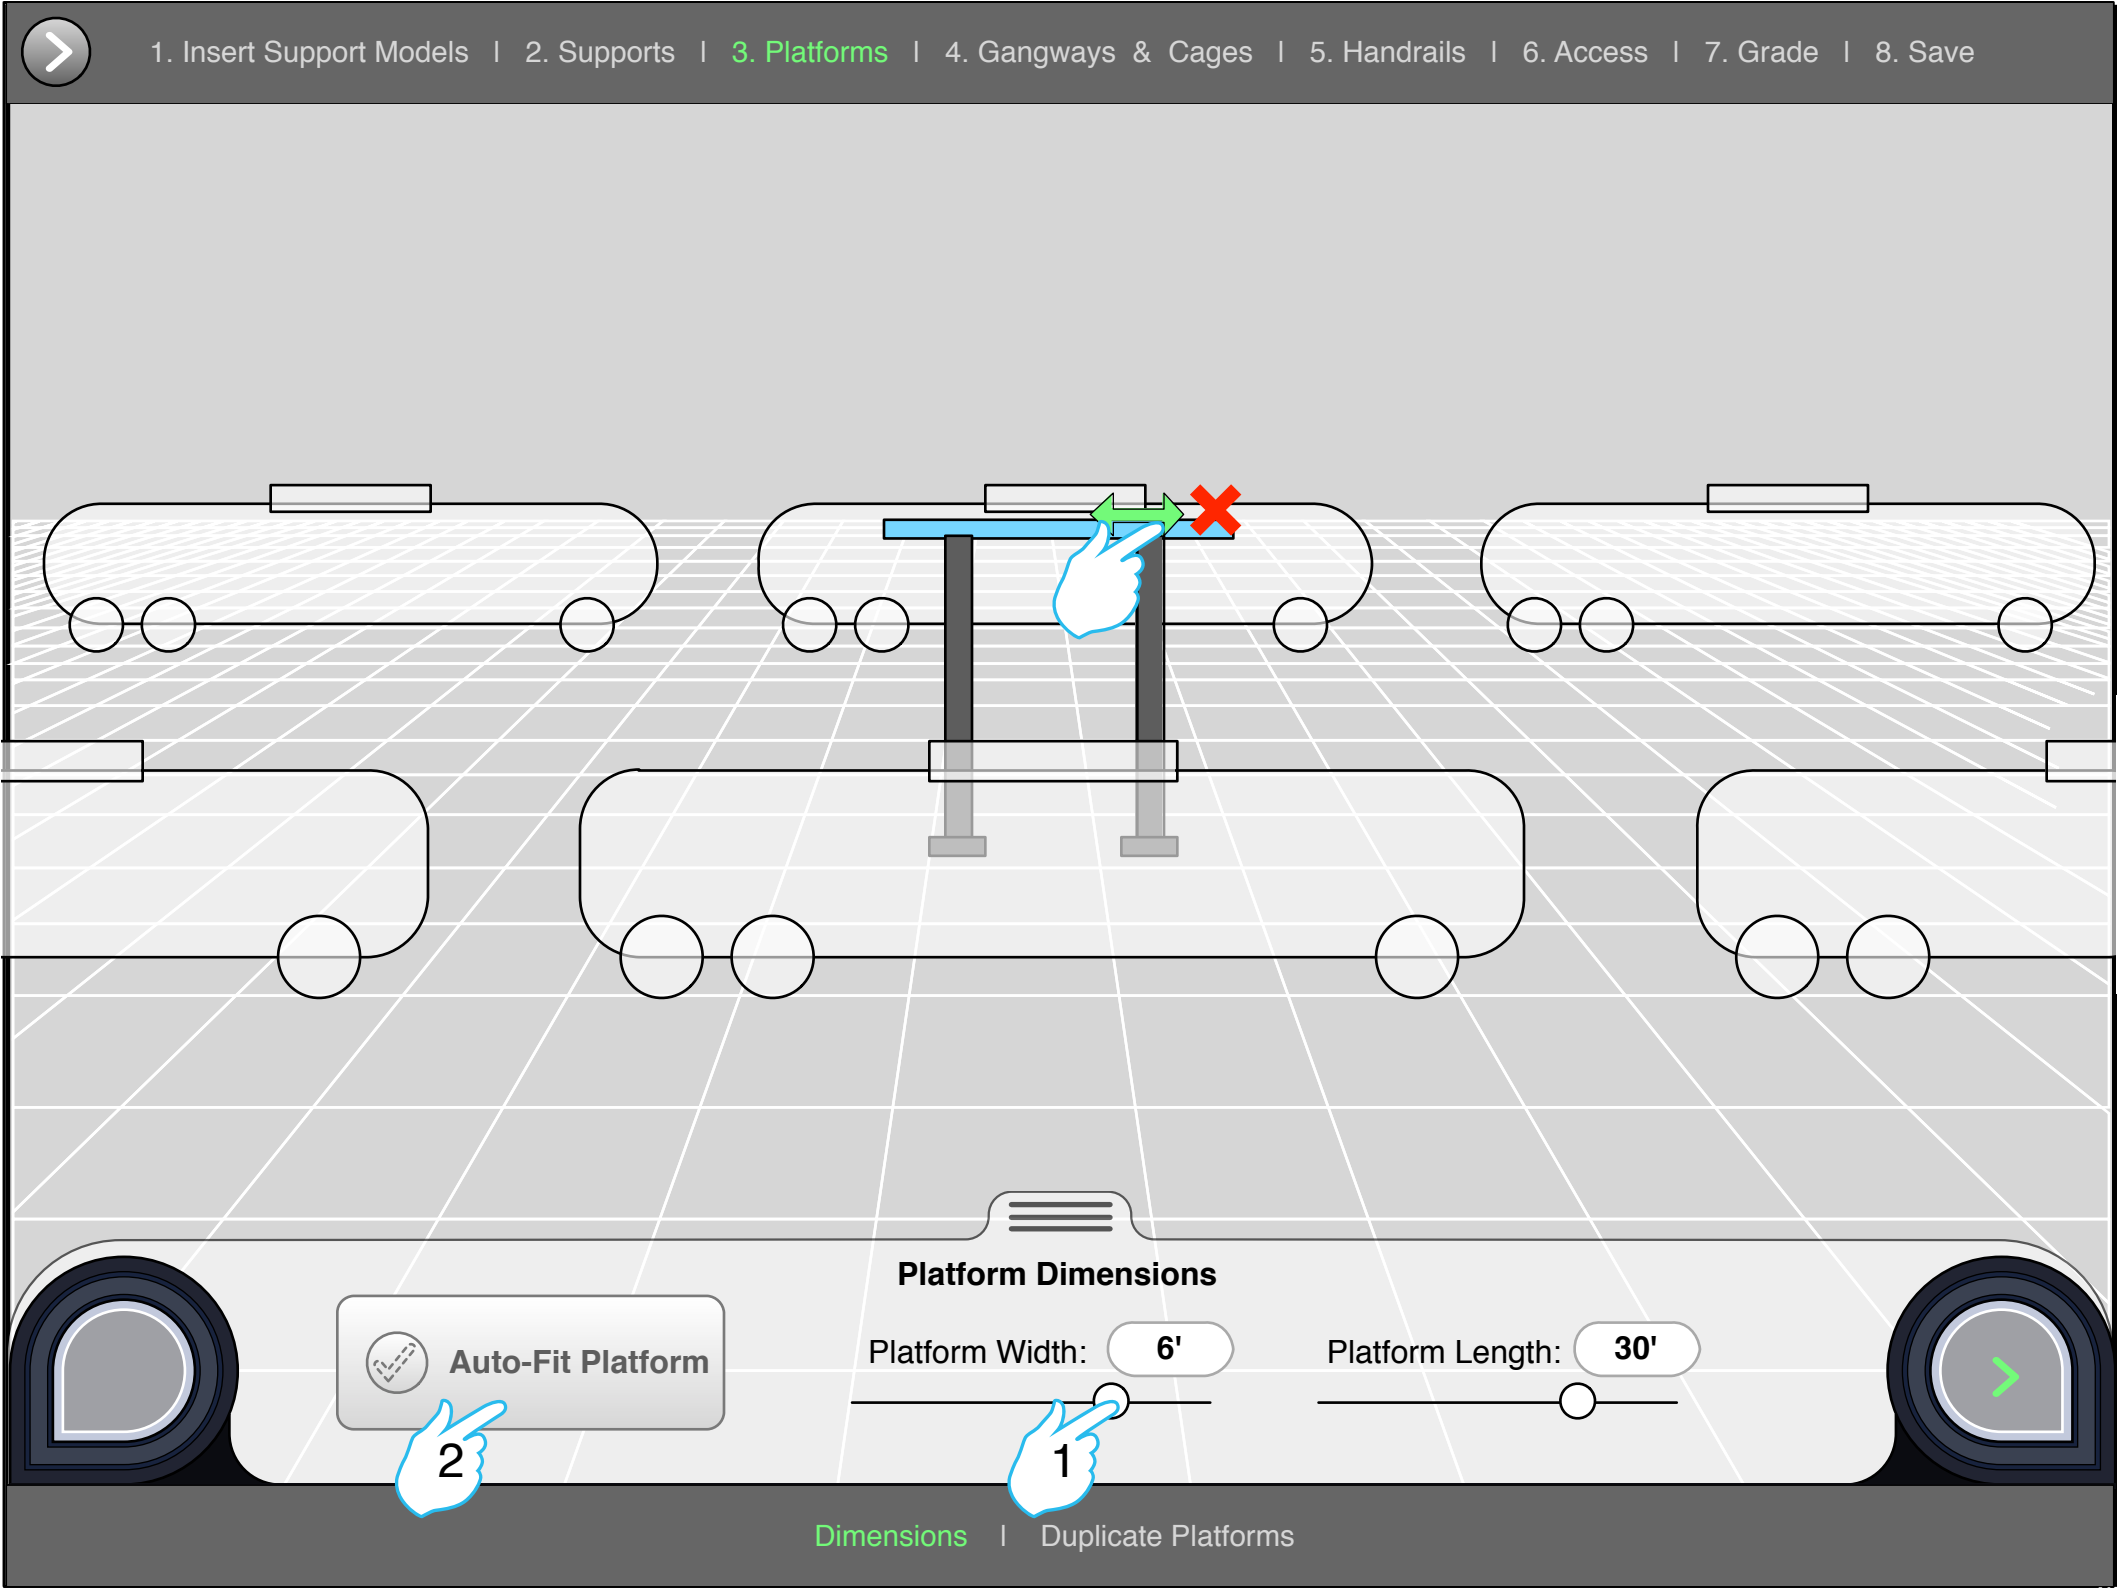 1. Insert Support Models | 2. Supports | 3. Platforms | 4. Gangways & Cages | 5. Handrails | 6. Access | 7. Grade | 8. Save
Platform Dimensions
Auto-Fit Platform
Platform Width: 6'
Platform Length: 30'
2
1
Dimensions | Duplicate Platforms